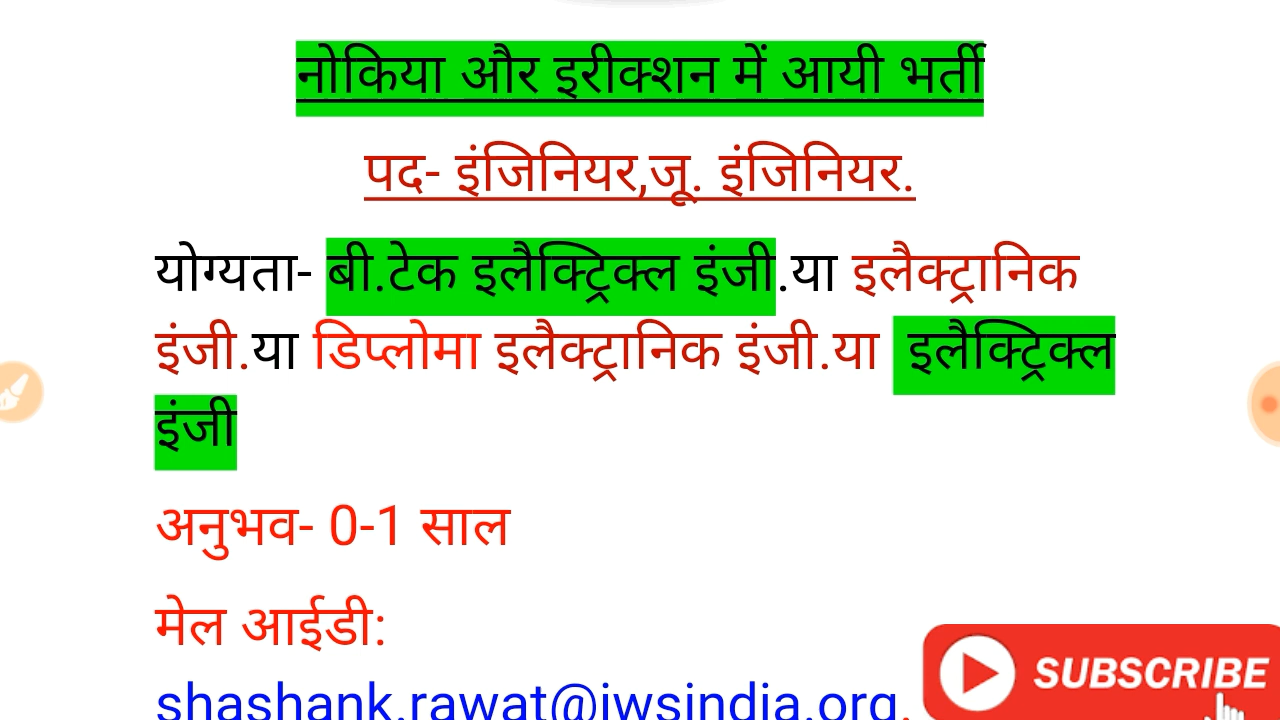 नोकिया और इरीक्शन में आयी भर्ती
पद- इंजिनियर,जू. इंजिनियर.
योग्यता- बी.टेक इलैक्ट्रिक्ल इंजी.या इलैक्ट्रानिक
इंजी.या डिप्लोमा इलैक्ट्रानिक इंजी.या इलैक्ट्रिक्ल
इंजी
अनुभव- 0-1 साल
मेल आईडी:
shashank.rawat@iwsindia.org.
SUBSCRIBE